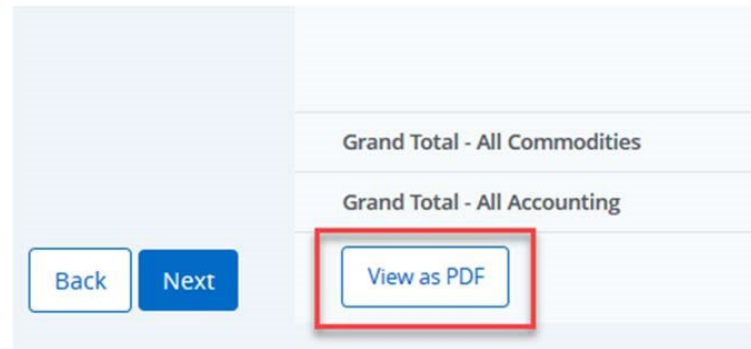 Grand Total - All Commodities
Grand Total - All Accounting
Back
Next
View as PDF